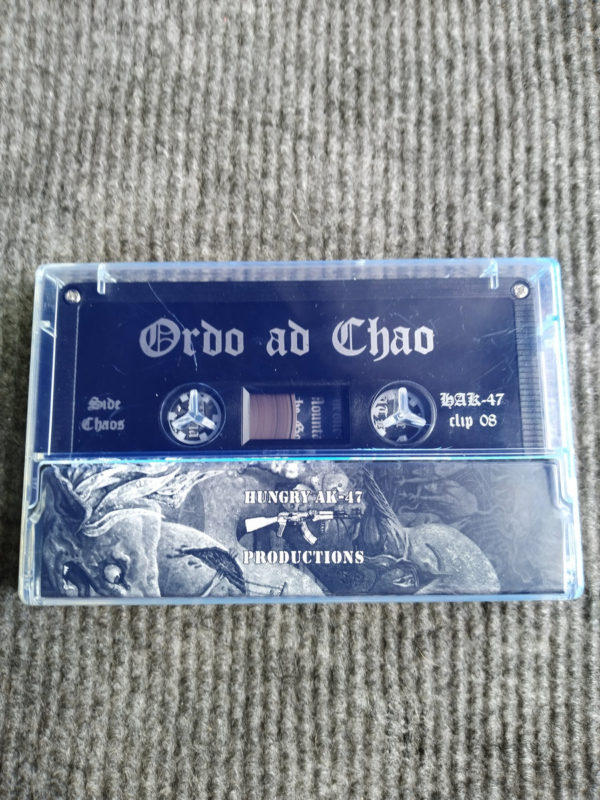 Ordo ad Chao
Side
Chaos
HAK-47
clip 08
HUNGRY AK-47
PRODUCTIONS